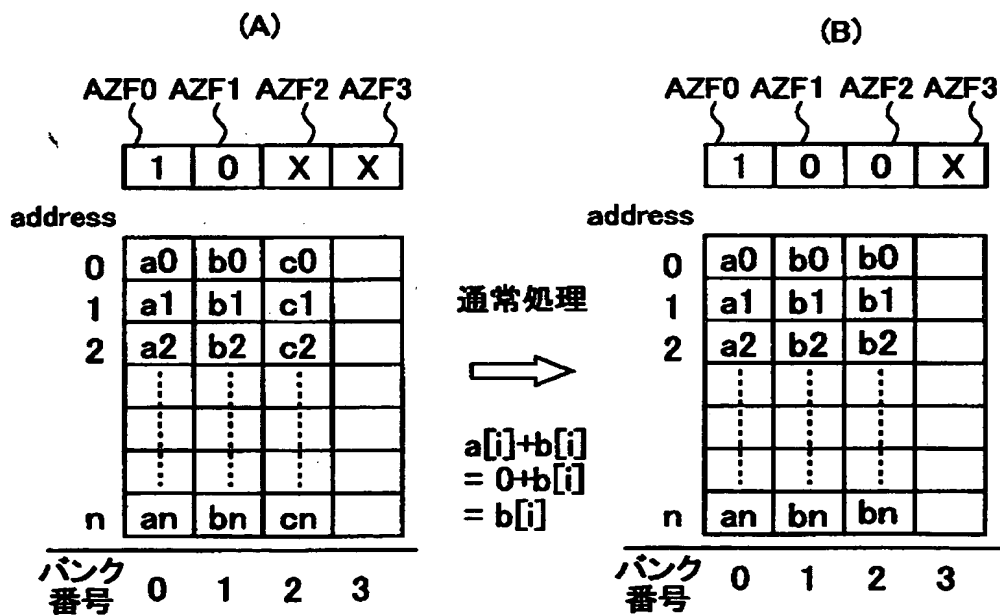 (A)
AZF0 AZF1 AZF2 AZF3
1 0 X X
address
0 a0 b0 c0
1 a1 b1 c1
2 a2 b2 c2
n an bn cn
バンク番号 0 1 2 3
通常処理
a[i]+b[i]
= 0+b[i]
= b[i]
(B)
AZF0 AZF1 AZF2 AZF3
1 0 0 X
address
0 a0 b0 b0
1 a1 b1 b1
2 a2 b2 b2
n an bn bn
バンク
番号 0 1 2 3